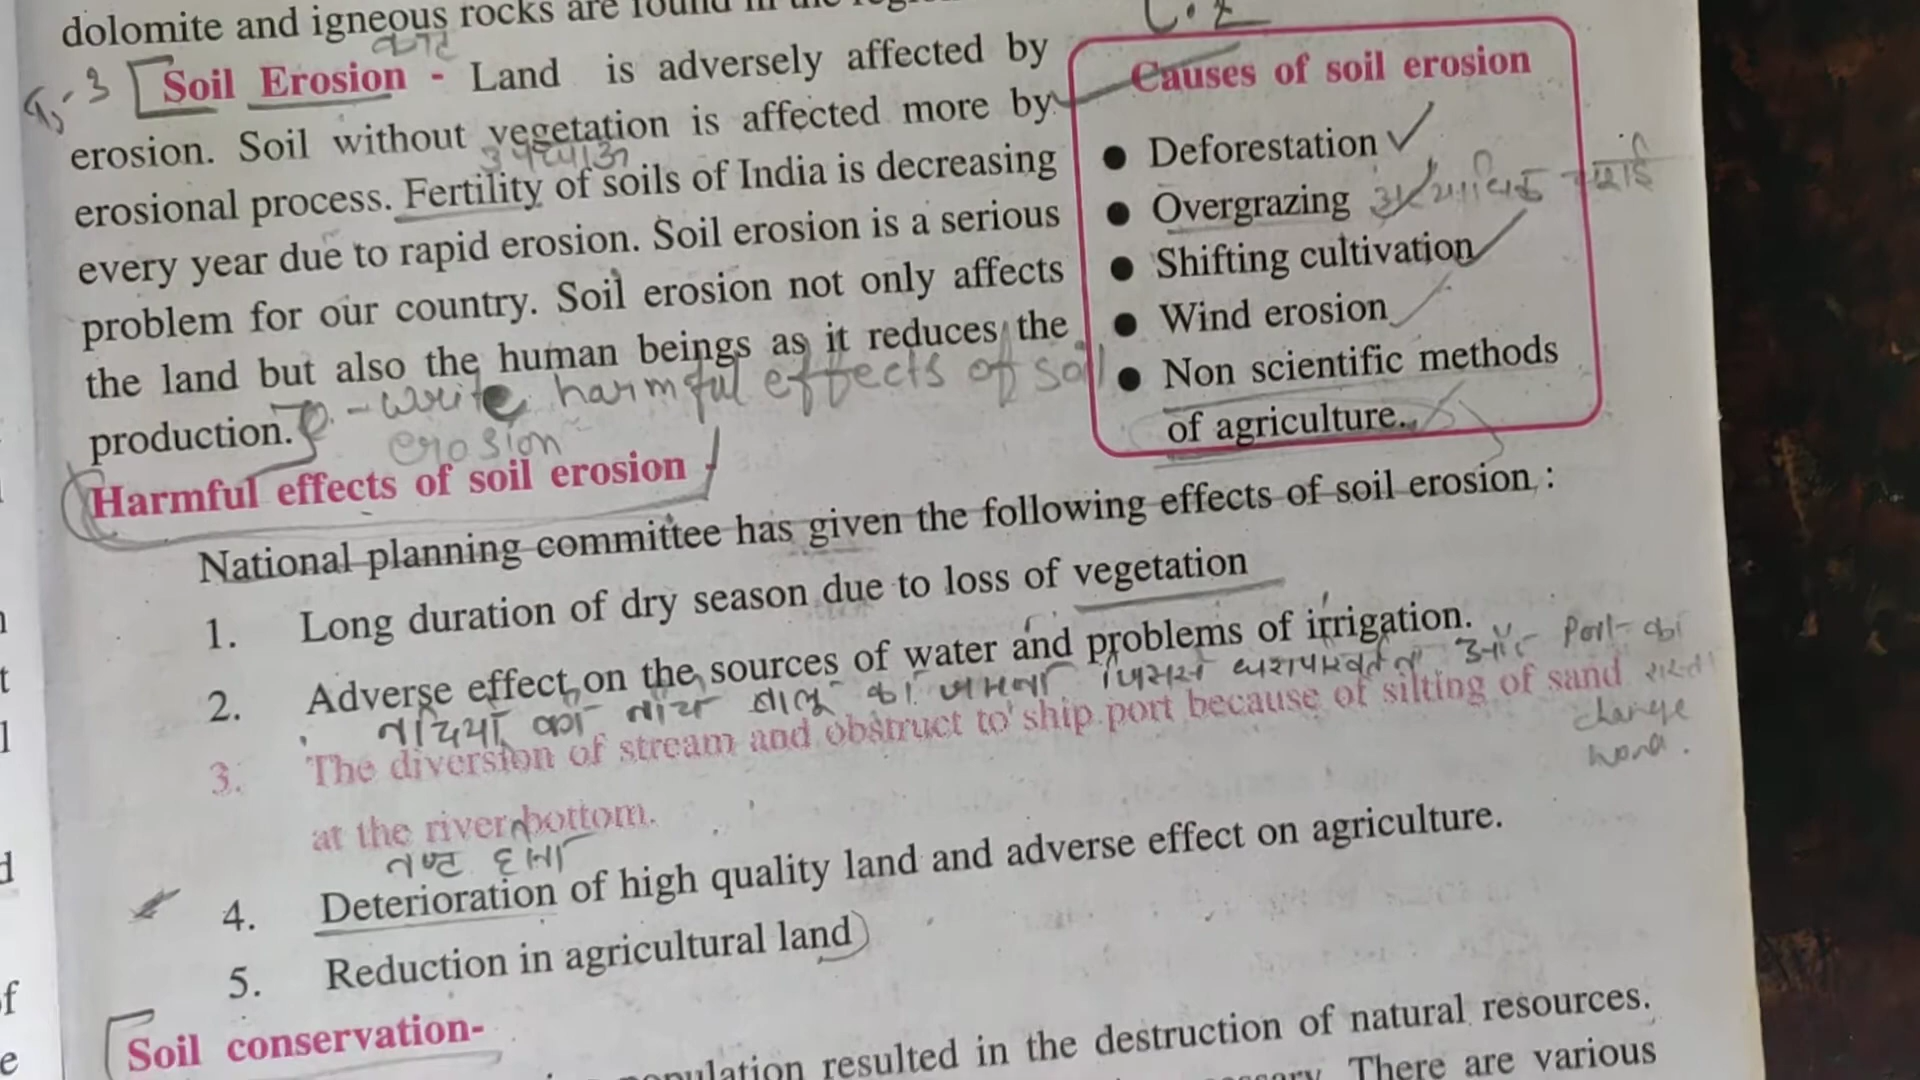 dolomite and igneous rocks are found in the
Soil Erosion - Land is adversely affected by
erosion. Soil without vegetation is affected more by
उपजाऊ
erosional process. Fertility of soils of India is decreasing
every year due to rapid erosion. Soil erosion is a serious
problem for our country. Soil erosion not only affects
the land but also the human beings as it reduces the
production.
- write harmful effects of soil
erosion
Causes of soil erosion
● Deforestation
● Overgrazing
● Shifting cultivation
● Wind erosion
● Non scientific methods
of agriculture.
Harmful effects of soil erosion
National planning committee has given the following effects of soil erosion :
1. Long duration of dry season due to loss of vegetation
2. Adverse effect on the sources of water and problems of irrigation.
3. The diversion of stream and obstruct to ship port because of silting of sand
change
at the river bottom.
4. Deterioration of high quality land and adverse effect on agriculture.
5. Reduction in agricultural land
Soil conservation-
population resulted in the destruction of natural resources.
There are various